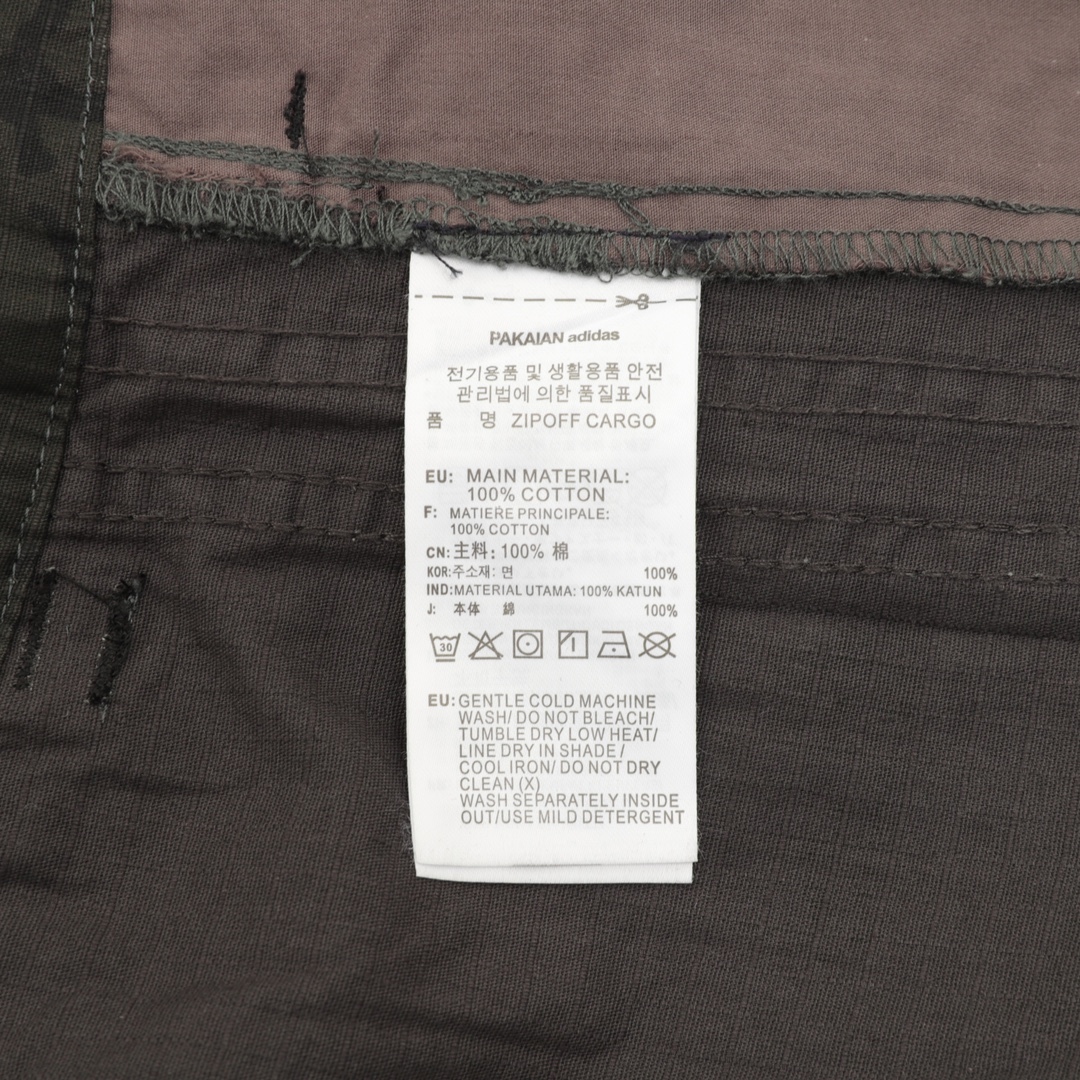 PAKAIAN adidas
전기용품 및 생활용품 안전
관리법에 의한 품질표시
품 명 ZIPOFF CARGO
EU: MAIN MATERIAL:
100% COTTON
F: MATIERE PRINCIPALE:
100% COTTON
CN: 主料: 100% 棉
KOR:주소재: 면 100%
IND:MATERIAL UTAMA: 100% KATUN
J: 本体 綿 100%
30
EU: GENTLE COLD MACHINE
WASH/ DO NOT BLEACH/
TUMBLE DRY LOW HEAT/
LINE DRY IN SHADE/
COOL IRON/ DO NOT DRY
CLEAN (X)
WASH SEPARATELY INSIDE
OUT/USE MILD DETERGENT